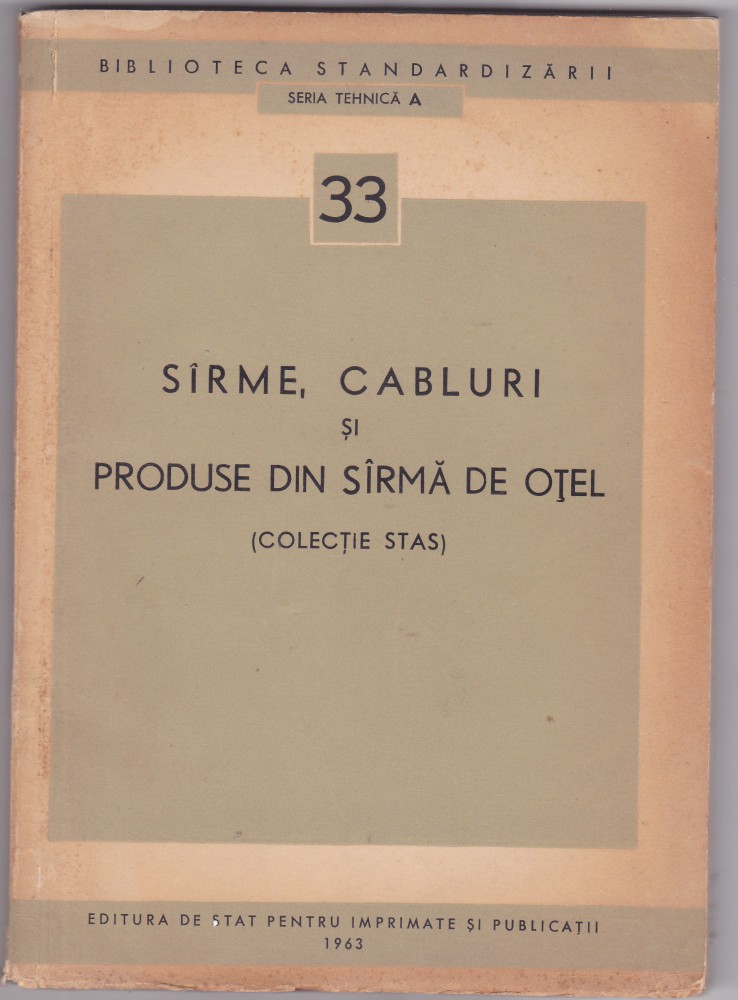 BIBLIOTECA STANDARDIZĂRII
SERIA TEHNICĂ A
33
SÎRME, CABLURI
ȘI
PRODUSE DIN SÎRMĂ DE OȚEL
(COLECȚIE STAS)
EDITURA DE STAT PENTRU IMPRIMATE ȘI PUBLICAȚII
1963